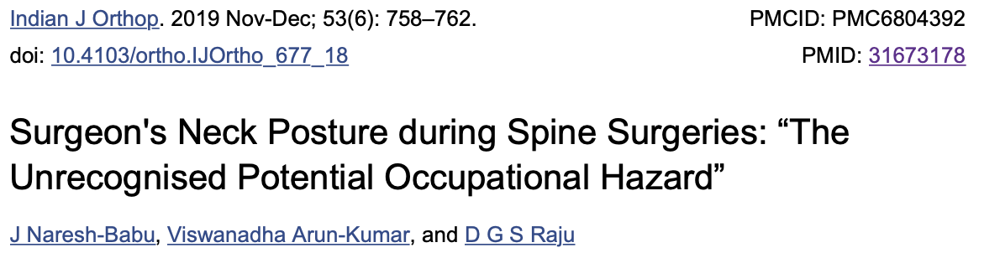 Indian J Orthop. 2019 Nov-Dec; 53(6): 758–762. PMCID: PMC6804392
doi: 10.4103/ortho.IJOrtho_677_18 PMID: 31673178
Surgeon's Neck Posture during Spine Surgeries: “The
Unrecognised Potential Occupational Hazard”
J Naresh-Babu, Viswanadha Arun-Kumar, and D G S Raju